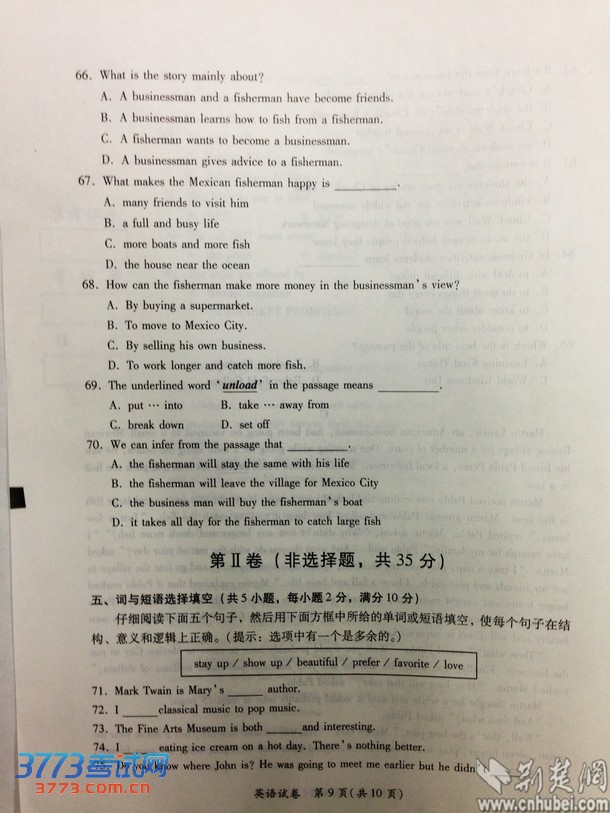 66. What is the story mainly about?
A. A businessman and a fisherman have become friends.
B. A businessman learns how to fish from a fisherman.
C. A fisherman wants to become a businessman.
D. A businessman gives advice to a fisherman.
67. What makes the Mexican fisherman happy is __________.
A. many friends to visit him
B. a full and busy life
C. more boats and more fish
D. the house near the ocean
68. How can the fisherman make more money in the businessman's view?
A. By buying a supermarket.
B. To move to Mexico City.
C. By selling his own business.
D. To work longer and catch more fish.
69. The underlined word 'unload' in the passage means __________.
A. put … into B. take … away from
C. break down D. set off
70. We can infer from the passage that __________.
A. the fisherman will stay the same with his life
B. the fisherman will leave the village for Mexico City
C. the business man will buy the fisherman's boat
D. it takes all day for the fisherman to catch large fish
第Ⅱ卷(非选择题,共35分)
五、词与短语选择填空(共5小题,每小题2分,满分10分)
仔细阅读下面五个句子,然后用下面方框中所给的单词或短语填空,使每个句子在结
构、意义和逻辑上正确。(提示:选项中有一个是多余的。)
stay up / show up / beautiful / prefer / favorite / love
71. Mark Twain is Mary's ______ author.
72. I ______ classical music to pop music.
73. The Fine Arts Museum is both ______ and interesting.
74. I ______ eating ice cream on a hot day. There's nothing better.
75. Do you know where John is? He was going to meet me earlier but he didn't
英语试卷 第9页(共10页)
3773考试网
3773.com.cn
荆楚网
www.cnhubei.com